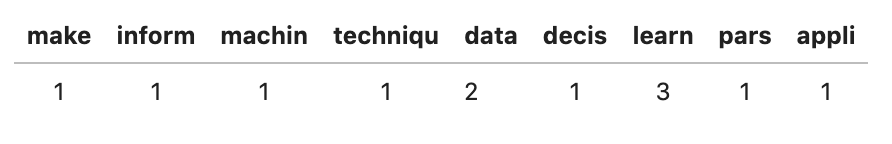 make inform machin techniqu data decis learn pars appli
1 1 1 1 2 1 3 1 1